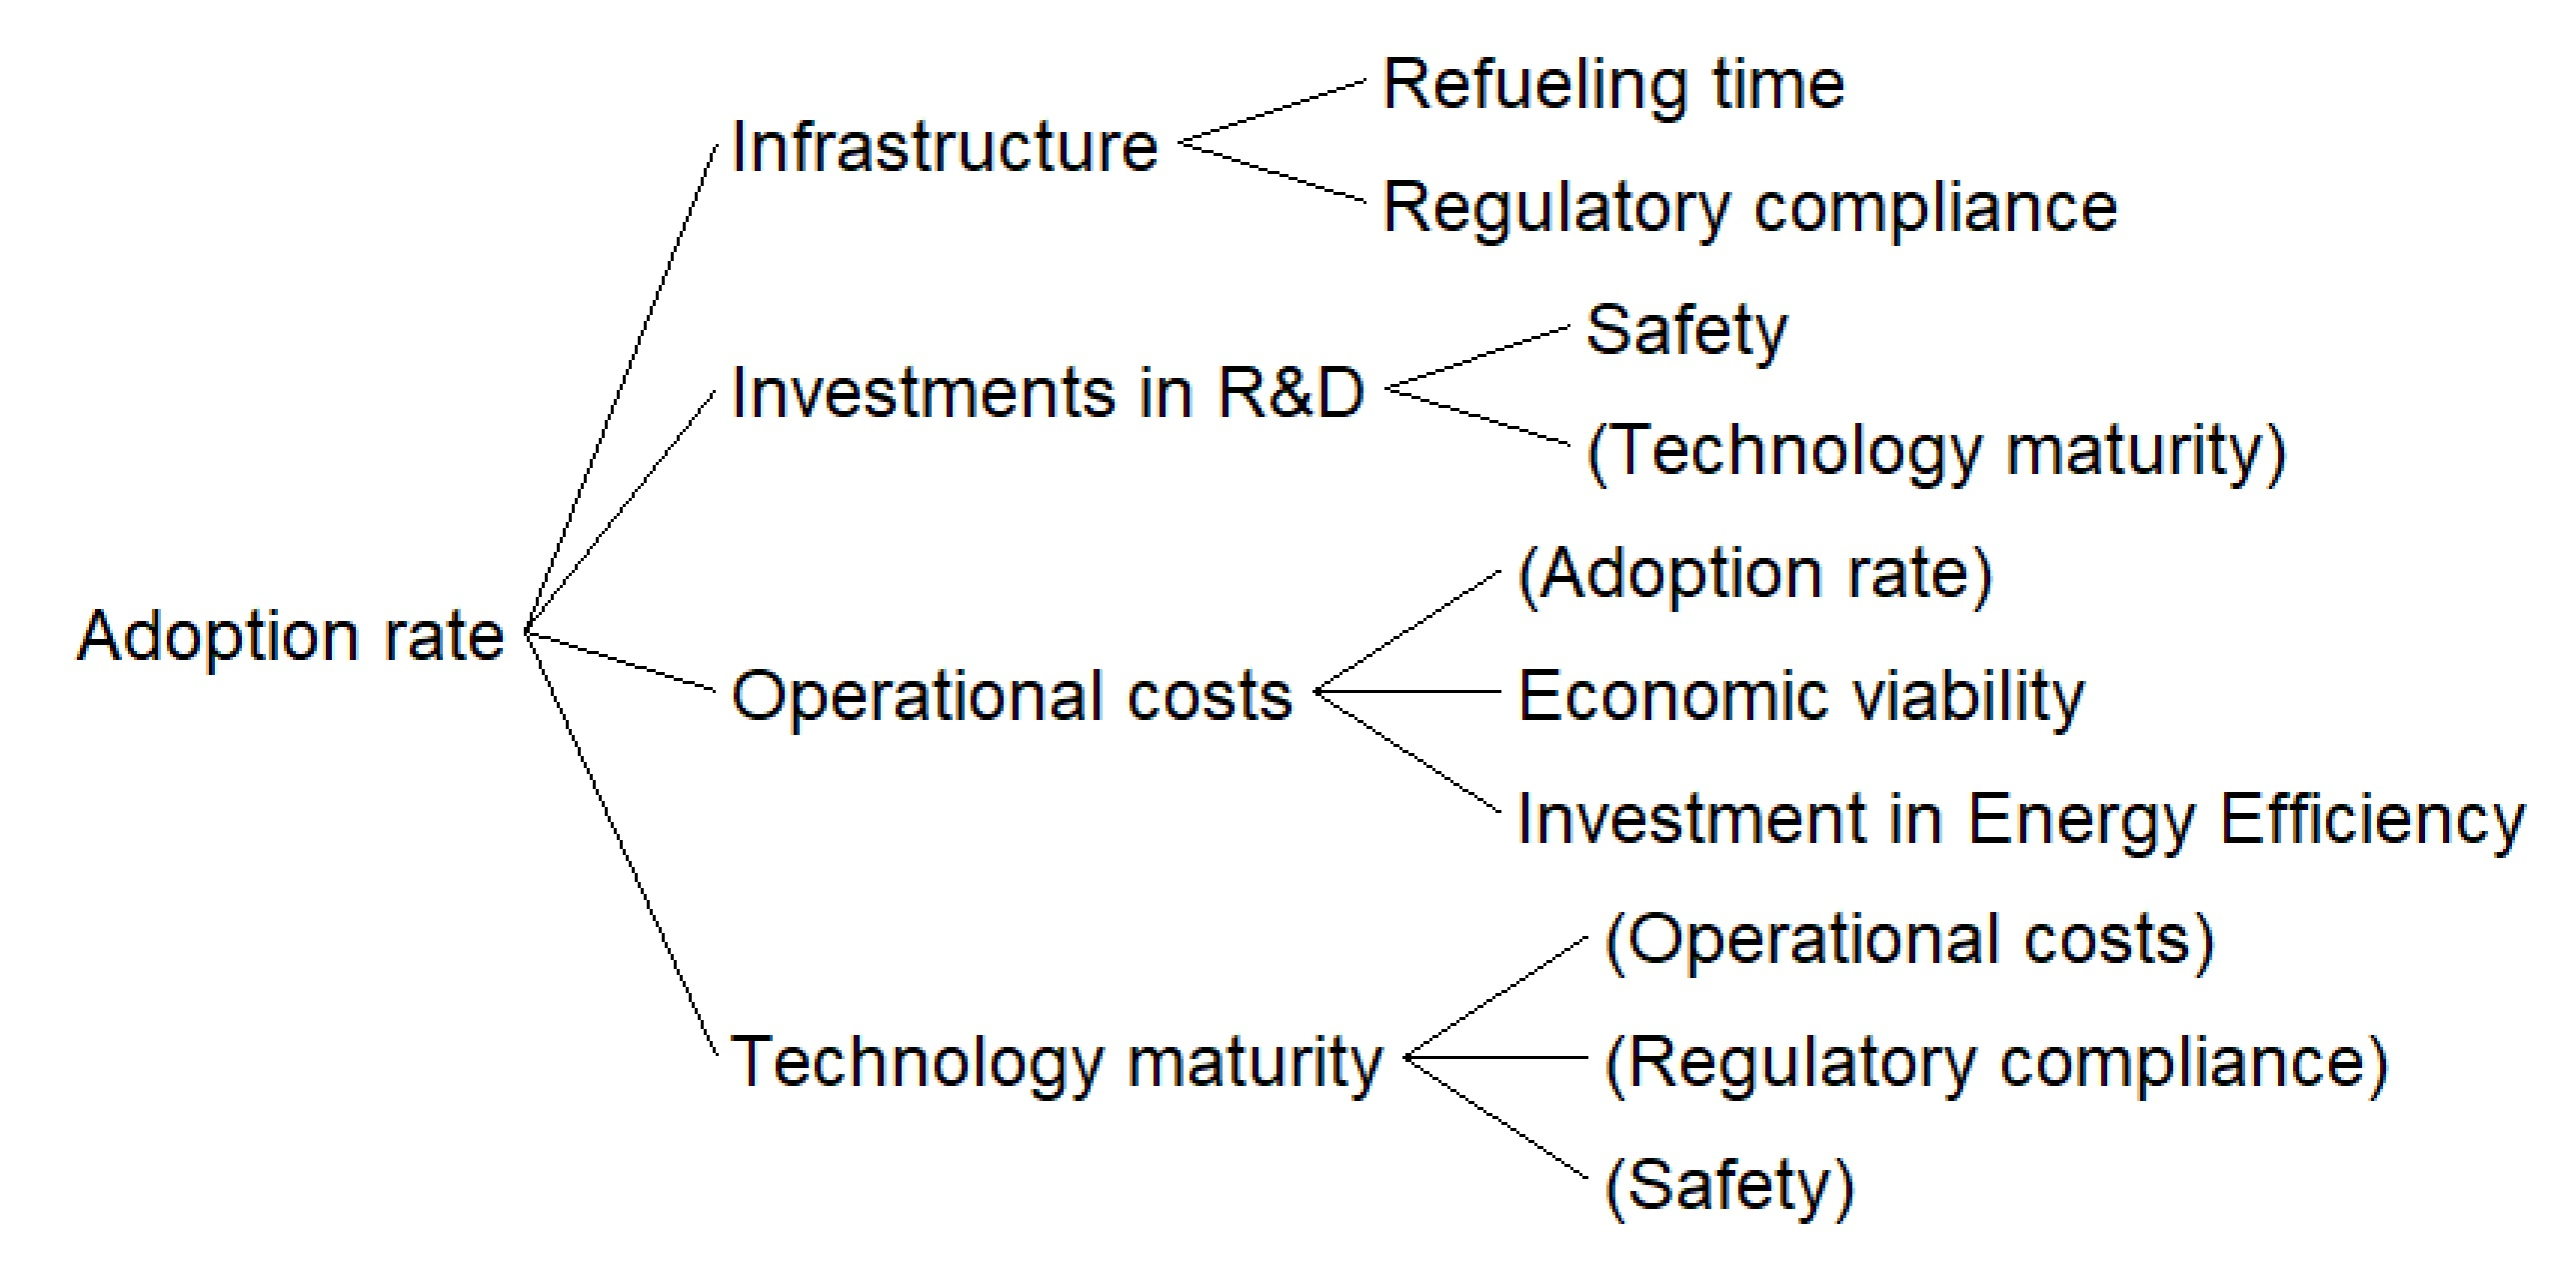 Refueling time
Infrastructure
Regulatory compliance
Safety
Investments in R&D
(Technology maturity)
(Adoption rate)
Adoption rate
Operational costs
Economic viability
Investment in Energy Efficiency
(Operational costs)
Technology maturity
(Regulatory compliance)
(Safety)